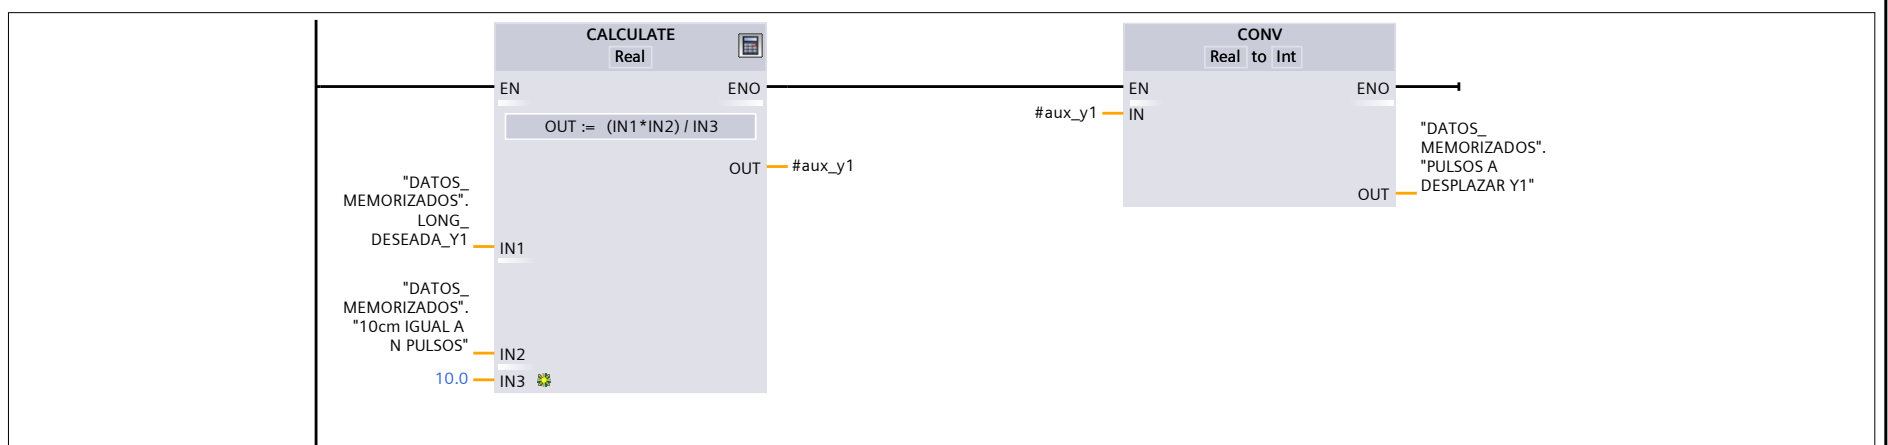 CALCULATE
Real
EN
ENO
OUT := (IN1*IN2) / IN3
OUT
#aux_y1
"DATOS_
MEMORIZADOS".
LONG_
DESEADA_Y1
IN1
"DATOS_
MEMORIZADOS".
"10cm IGUAL A
N PULSOS"
IN2
10.0
IN3
CONV
Real to Int
EN
ENO
#aux_y1
IN
OUT
"DATOS_
MEMORIZADOS".
"PULSOS A
DESPLAZAR Y1"